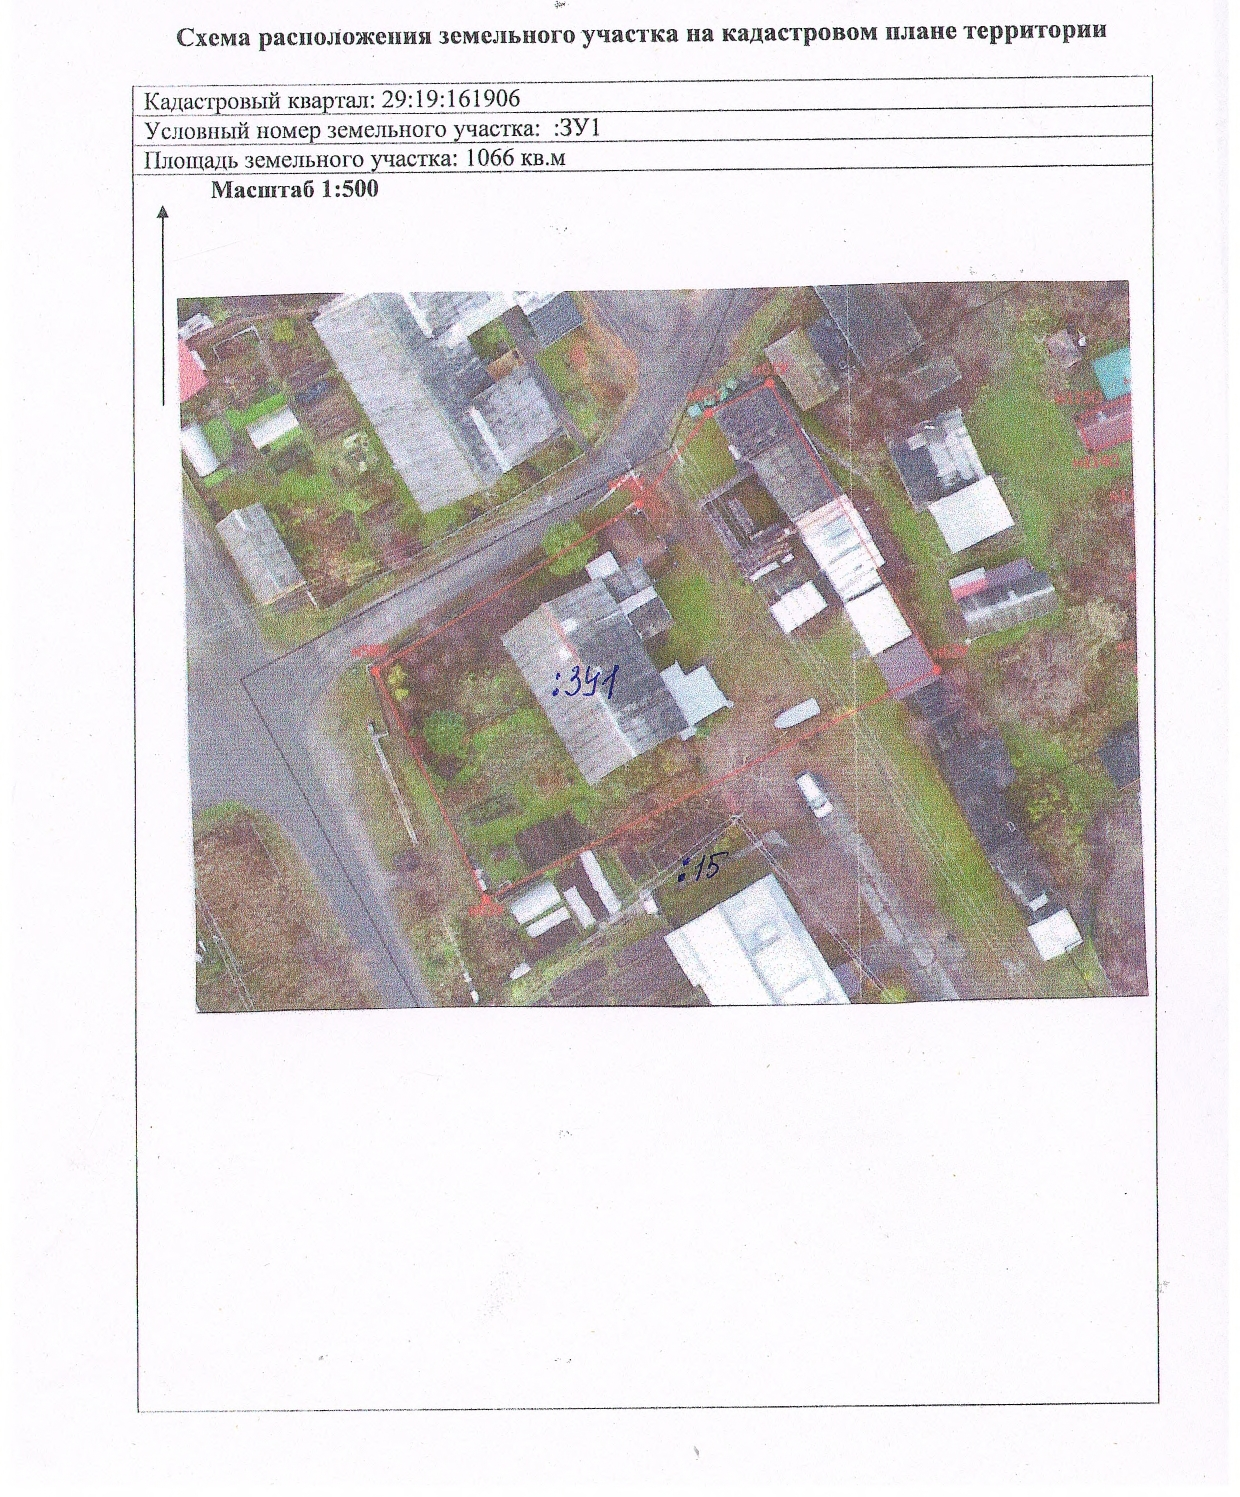 Схема расположения земельного участка на кадастровом плане территории
Кадастровый квартал: 29:19:161906
Условный номер земельного участка: :ЗУ1
Площадь земельного участка: 1066 кв.м
Масштаб 1:500
:ЗУ1
:15